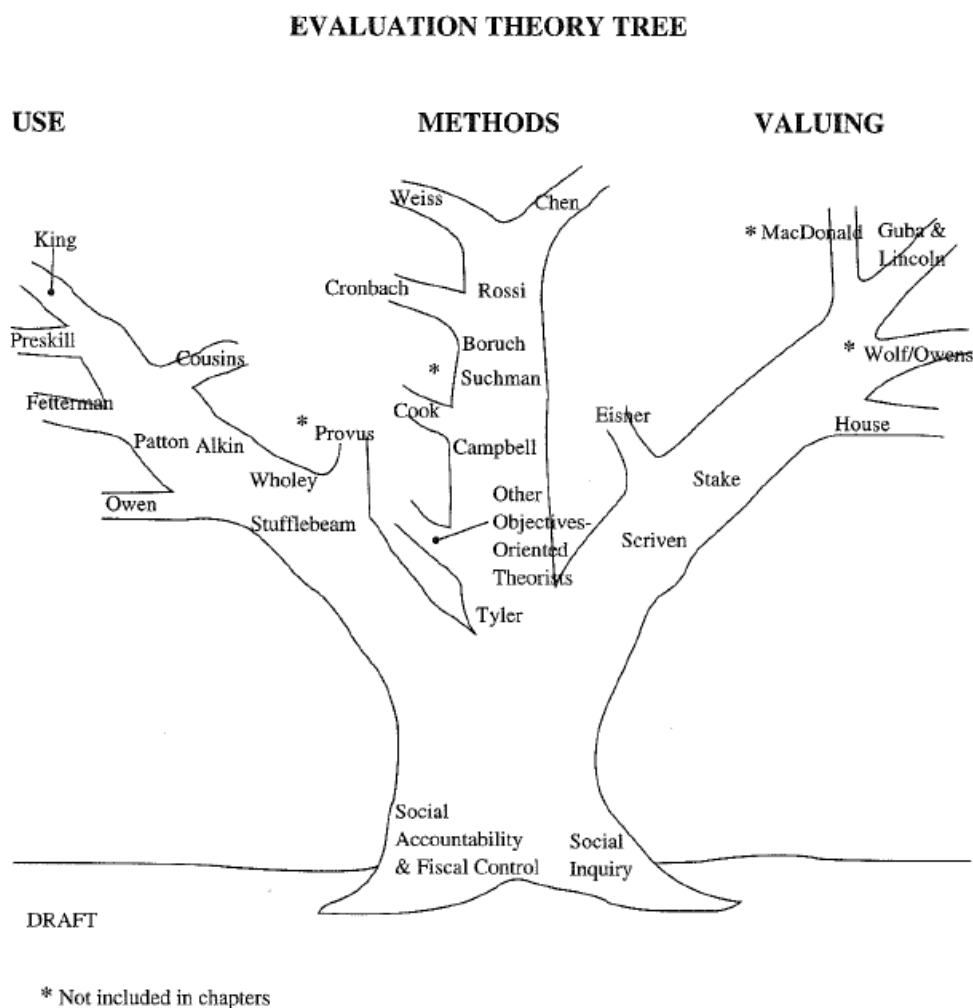 EVALUATION THEORY TREE
USE
METHODS
VALUING
Weiss
Chen
King
* MacDonald
Guba &
Lincoln
Cronbach
Rossi
Preskill
Cousins
Boruch
* Suchman
* Wolf/Owens
Fetterman
Cook
Eisner
House
Patton
Alkin
* Provus
Campbell
Wholey
Stake
Owen
Stufflebeam
Other
Objectives-
Oriented
Theorists
Scriven
Tyler
Social
Accountability
& Fiscal Control
Social
Inquiry
DRAFT
* Not included in chapters